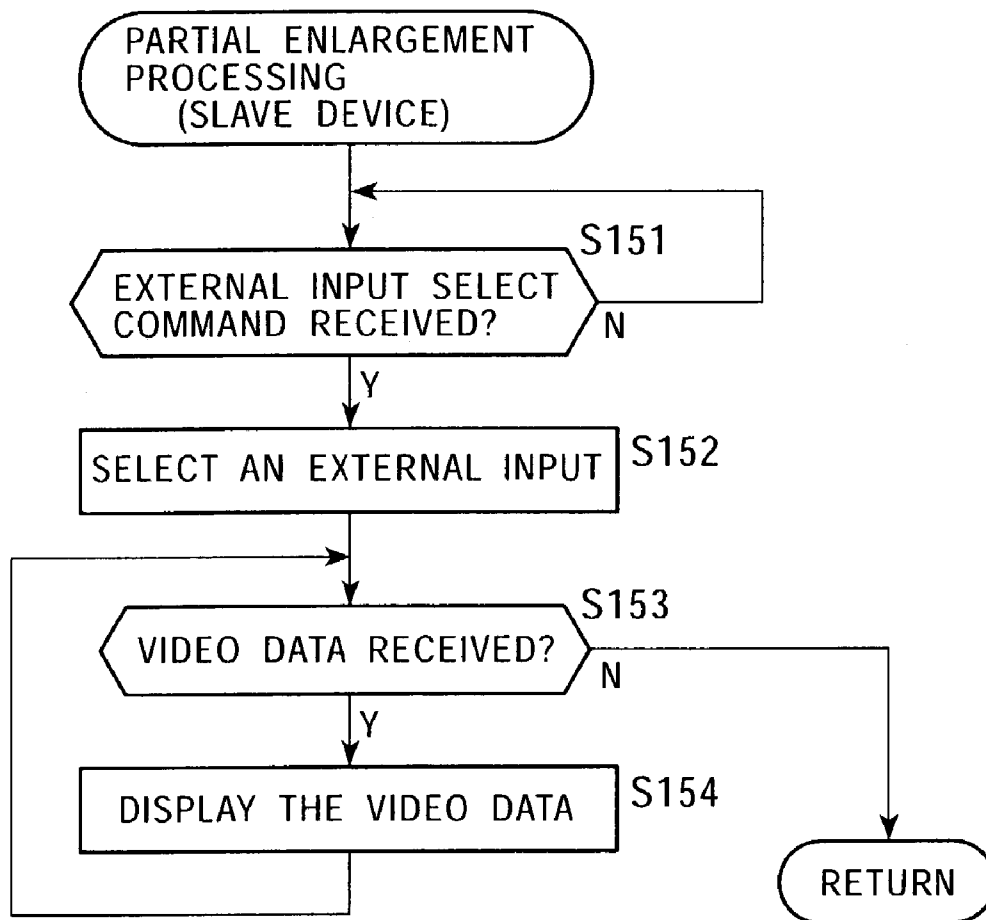 PARTIAL ENLARGEMENT
PROCESSING
(SLAVE DEVICE)
S151
EXTERNAL INPUT SELECT
COMMAND RECEIVED?
N
Y
S152
SELECT AN EXTERNAL INPUT
S153
VIDEO DATA RECEIVED?
N
Y
S154
DISPLAY THE VIDEO DATA
RETURN